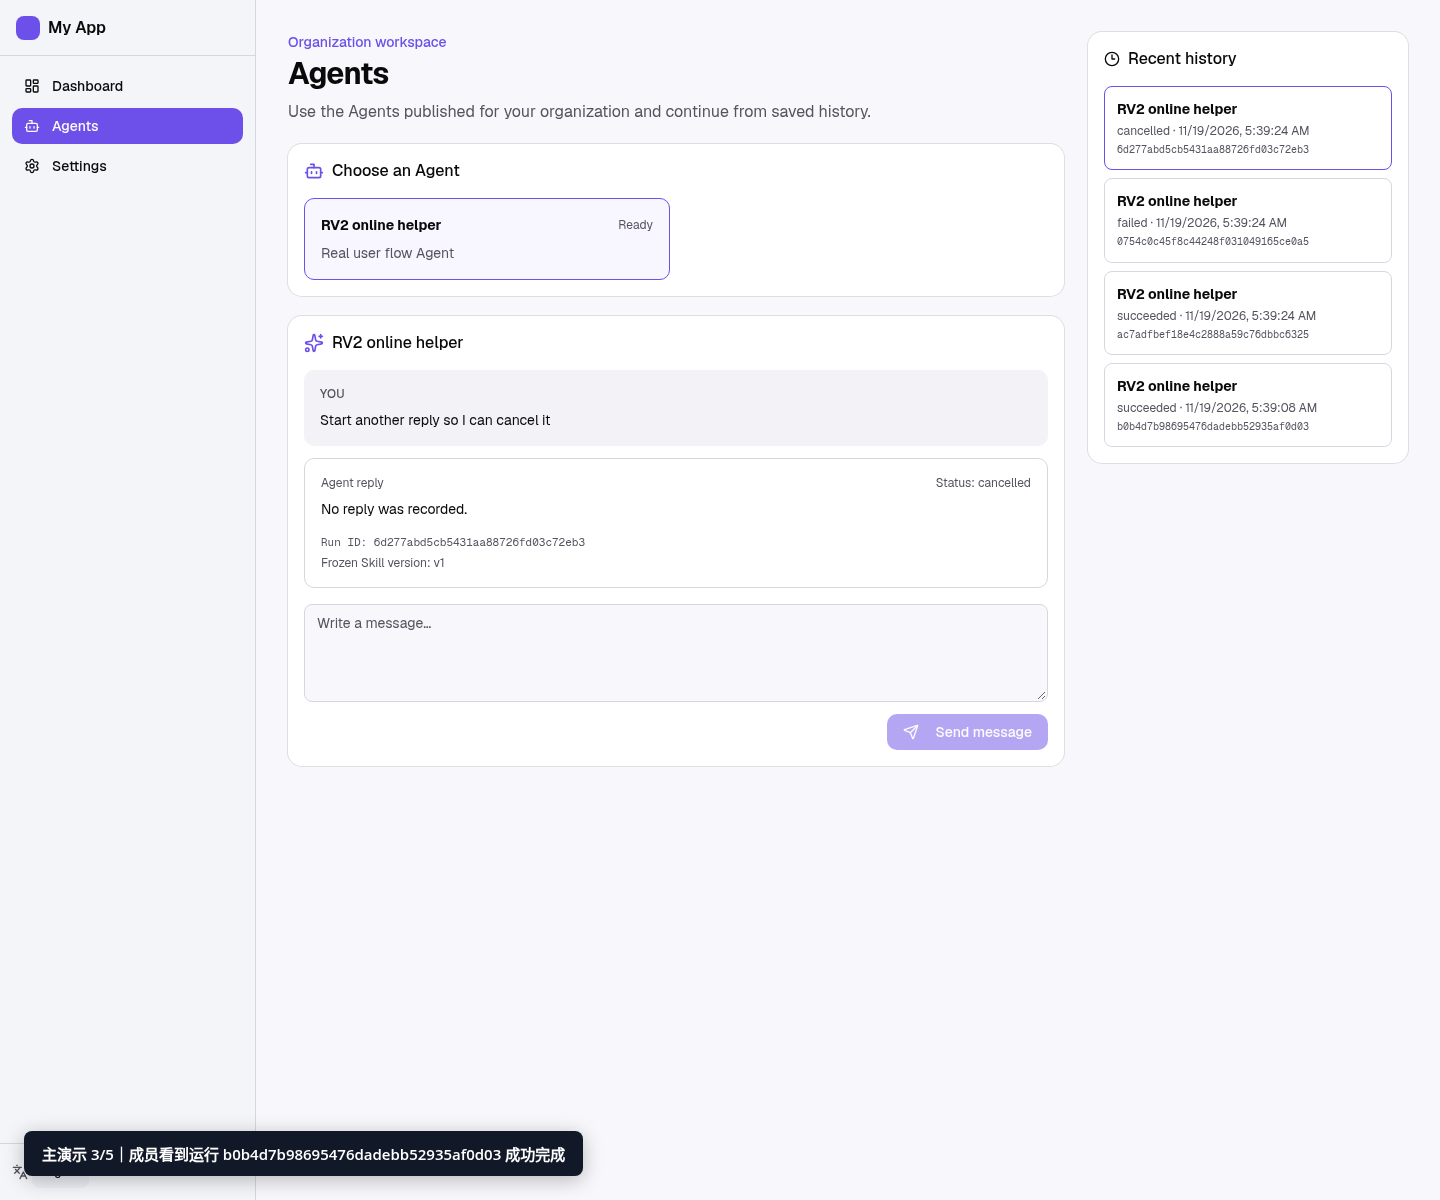 My App
Dashboard
Agents
Settings
Organization workspace
Agents
Use the Agents published for your organization and continue from saved history.
Choose an Agent
RV2 online helper
Ready
Real user flow Agent
RV2 online helper
YOU
Start another reply so I can cancel it
Agent reply
Status: cancelled
No reply was recorded.
Run ID: 6d277abd5cb5431aa88726fd03c72eb3
Frozen Skill version: v1
Write a message…
Send message
Recent history
RV2 online helper
cancelled · 11/19/2026, 5:39:24 AM
6d277abd5cb5431aa88726fd03c72eb3
RV2 online helper
failed · 11/19/2026, 5:39:24 AM
0754c0c45f8c44248f031049165ce0a5
RV2 online helper
succeeded · 11/19/2026, 5:39:24 AM
ac7adfbef18e4c2888a59c76dbbc6325
RV2 online helper
succeeded · 11/19/2026, 5:39:08 AM
b0b4d7b98695476dadebb52935af0d03
主演示 3/5｜成员看到运行 b0b4d7b98695476dadebb52935af0d03 成功完成